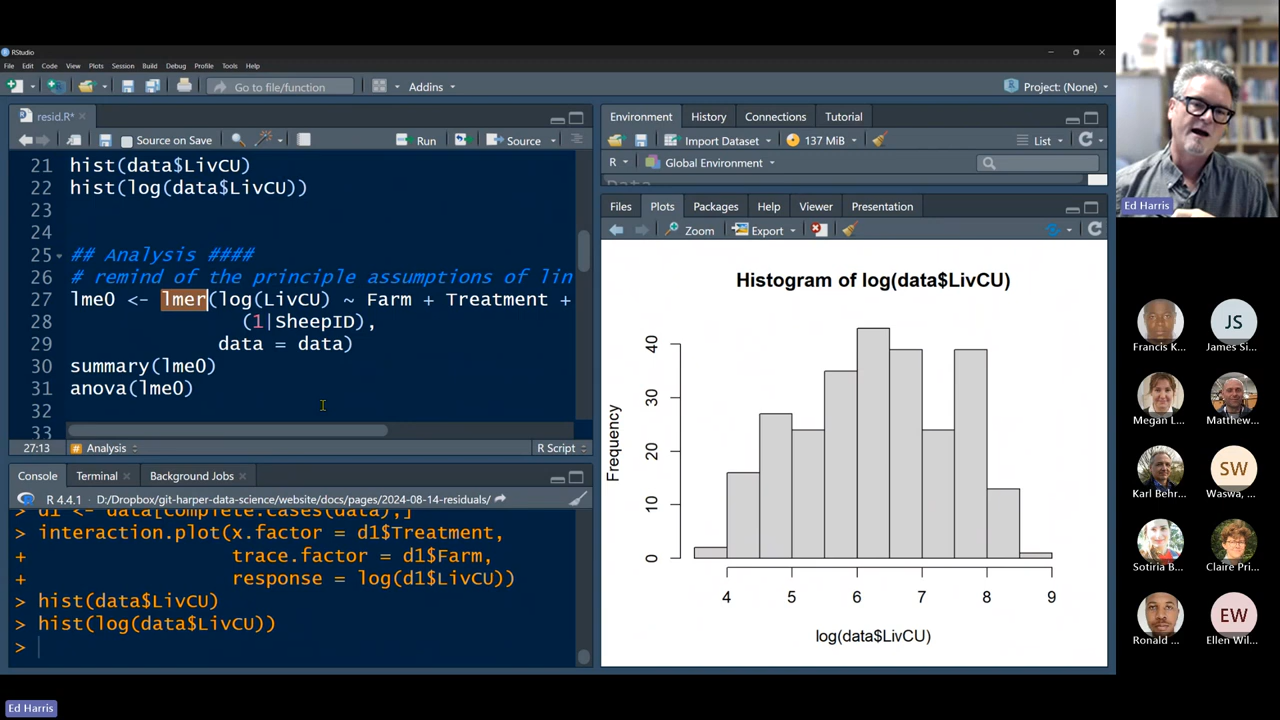 RStudio
File Edit Code View Plots Session Build Debug Profile Tools Help
Go to file/function Addins Project: (None)
resid.R*
Source on Save Run Source
21 hist(data$LivCU)
22 hist(log(data$LivCU))
23
24
25 ## Analysis ####
26 # remind of the principle assumptions of lin
27 lme0 <- lmer(log(LivCU) ~ Farm + Treatment +
28 (1|SheepID),
29 data = data)
30 summary(lme0)
31 anova(lme0)
32
33
27:13 # Analysis R Script
Console Terminal Background Jobs
R 4.4.1 · D:/Dropbox/git-harper-data-science/website/docs/pages/2024-08-14-residuals/
> d1 <- data[complete.cases(data),]
> interaction.plot(x.factor = d1$Treatment,
+ trace.factor = d1$Farm,
+ response = log(d1$LivCU))
> hist(data$LivCU)
> hist(log(data$LivCU))
>
Environment History Connections Tutorial
Import Dataset 137 MiB List
R Global Environment
Data
Files Plots Packages Help Viewer Presentation
Zoom Export
Histogram of log(data$LivCU)
Frequency
40
30
20
10
0
4 5 6 7 8 9
log(data$LivCU)
Ed Harris
Francis K...
JS
James Si...
Megan L...
Matthew...
Karl Behr...
SW
Waswa, ...
Sotiria B...
Claire Pri...
Ronald ...
EW
Ellen Wil...
Ed Harris